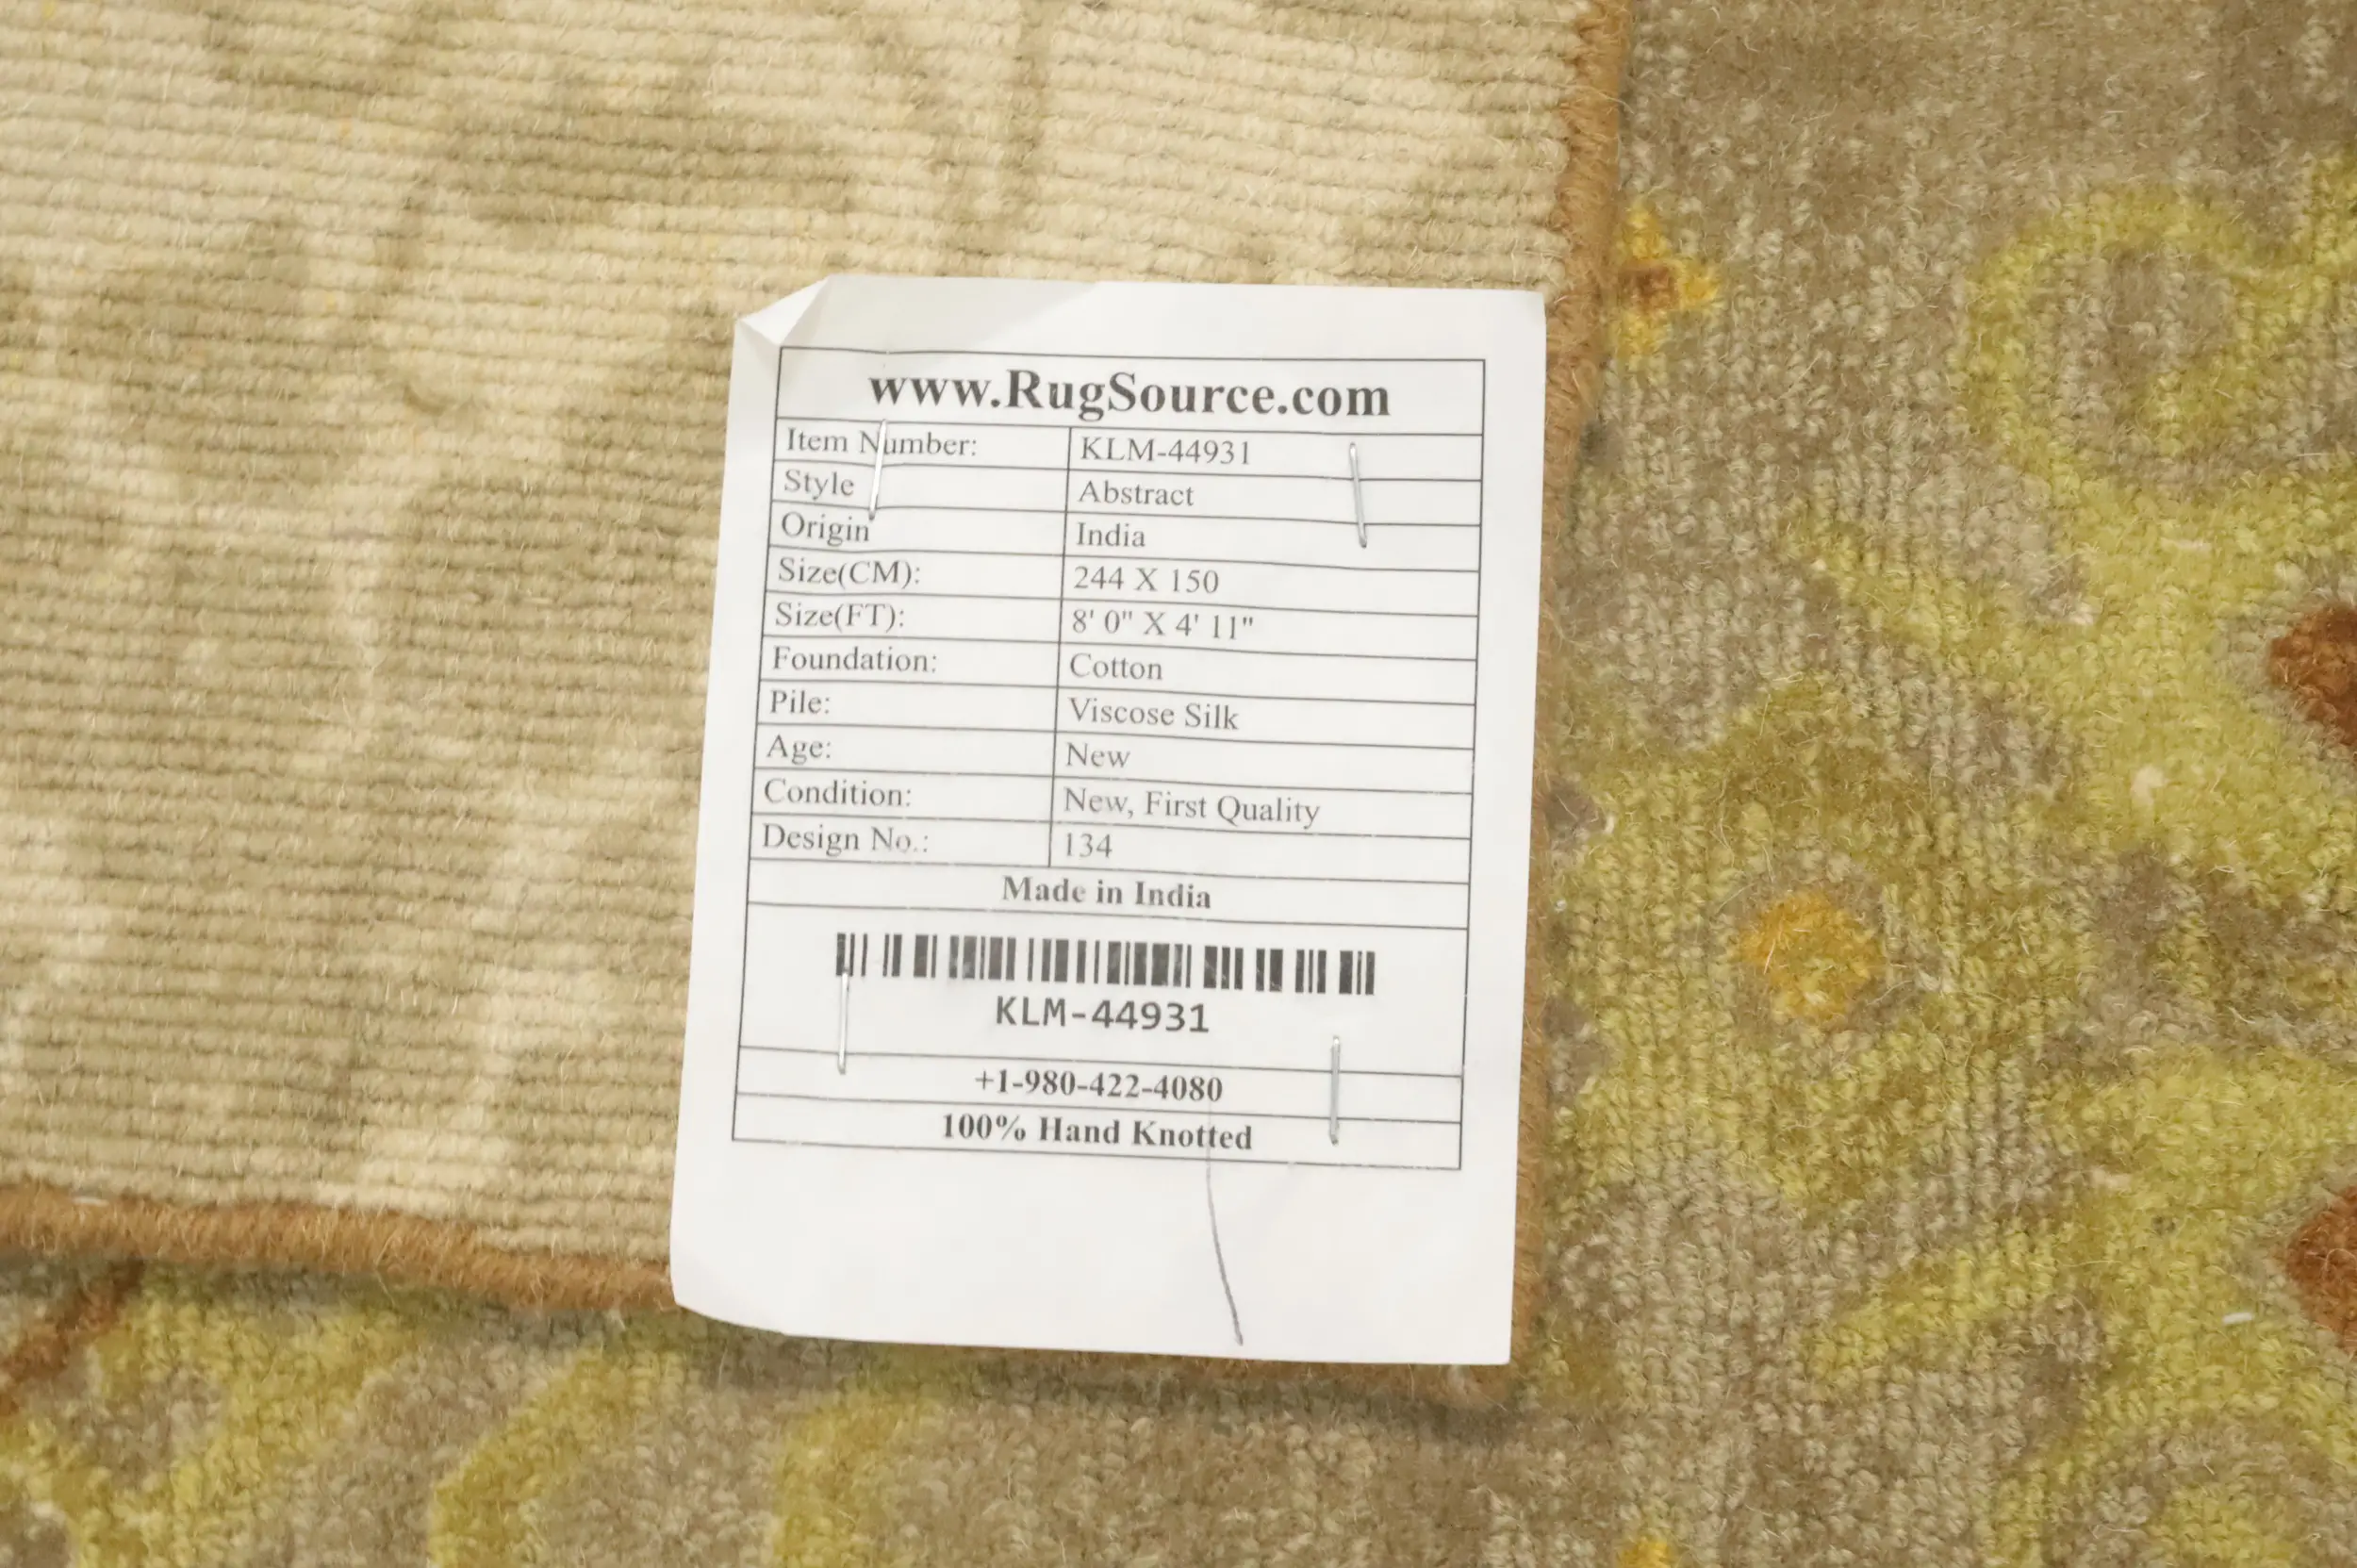 www.RugSource.com
Item Number: KLM-44931
Style Abstract
Origin India
Size(CM): 244 X 150
Size(FT): 8' 0" X 4' 11"
Foundation: Cotton
Pile: Viscose Silk
Age: New
Condition: New, First Quality
Design No.: 134
Made in India
KLM-44931
+1-980-422-4080
100% Hand Knotted